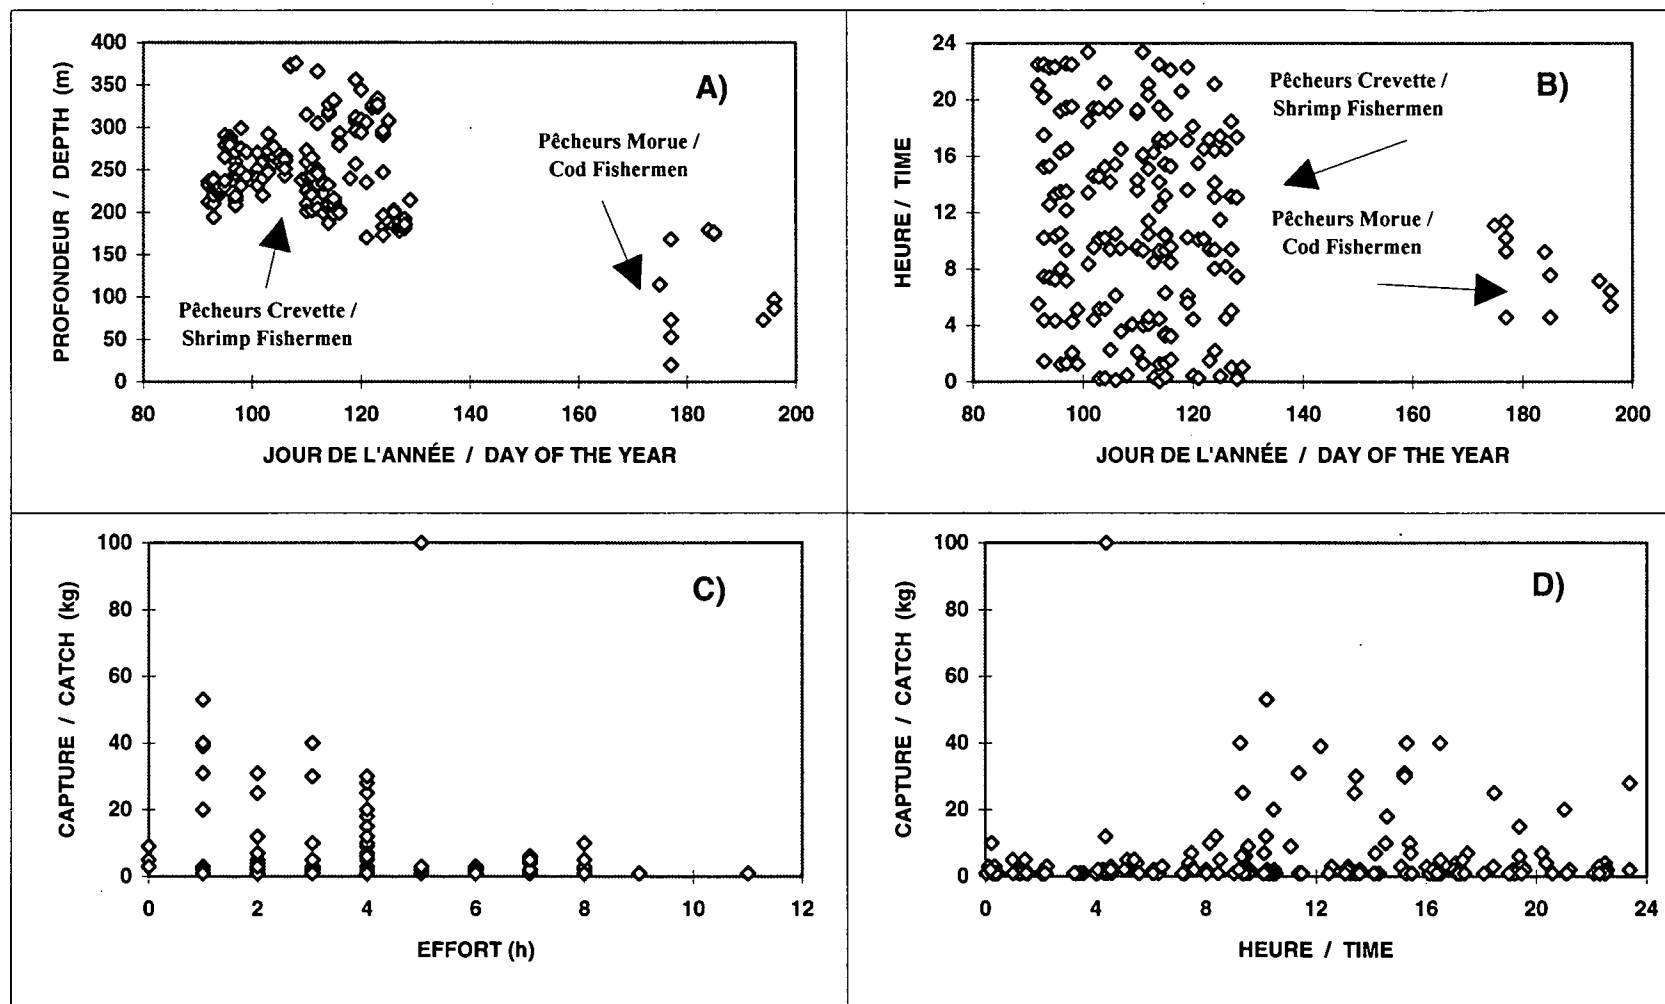 A)
PROFONDEUR / DEPTH (m)
400
350
300
250
200
150
100
50
0
Pêcheurs Morue /
Cod Fishermen
Pêcheurs Crevette /
Shrimp Fishermen
80
100
120
140
160
180
200
JOUR DE L'ANNÉE / DAY OF THE YEAR
B)
HEURE / TIME
24
20
16
12
8
4
0
Pêcheurs Crevette /
Shrimp Fishermen
Pêcheurs Morue /
Cod Fishermen
80
100
120
140
160
180
200
JOUR DE L'ANNÉE / DAY OF THE YEAR
C)
CAPTURE / CATCH (kg)
100
80
60
40
20
0
0
2
4
6
8
10
12
EFFORT (h)
D)
CAPTURE / CATCH (kg)
100
80
60
40
20
0
0
4
8
12
16
20
24
HEURE / TIME